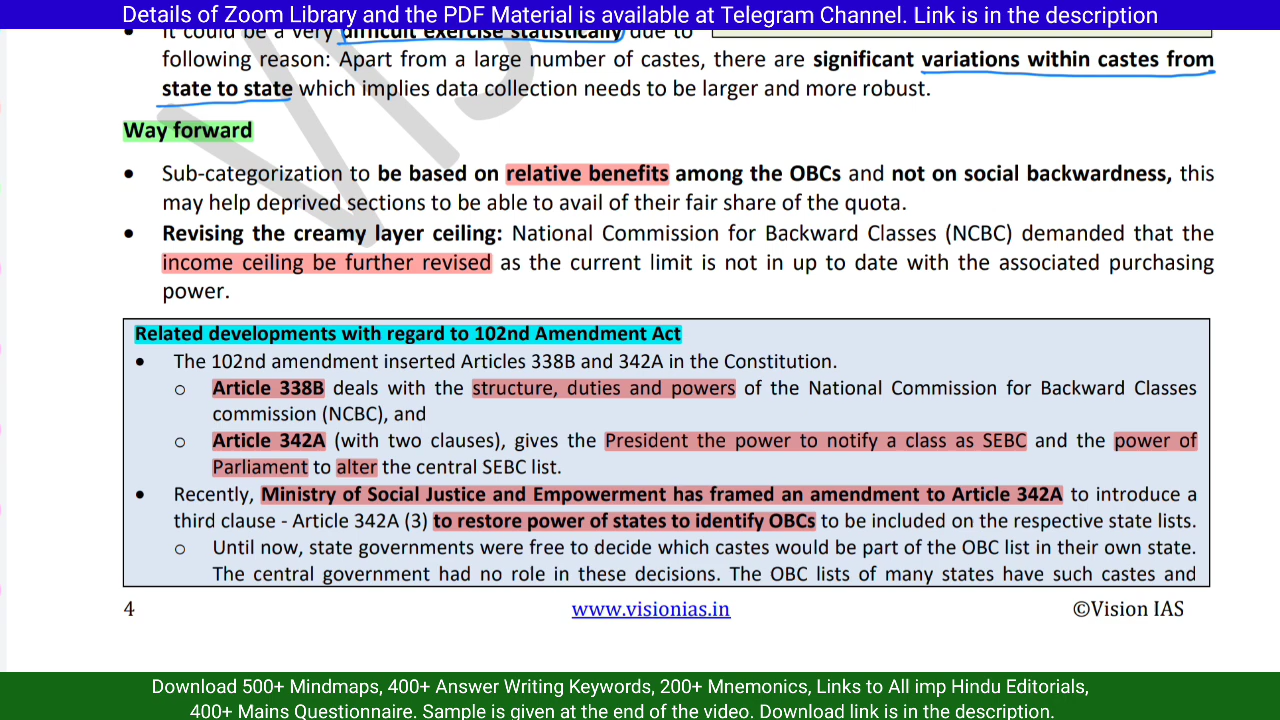 Details of Zoom Library and the PDF Material is available at Telegram Channel. Link is in the description
• It could be a very difficult exercise statistically due to
following reason: Apart from a large number of castes, there are significant variations within castes from
state to state which implies data collection needs to be larger and more robust.
Way forward
• Sub-categorization to be based on relative benefits among the OBCs and not on social backwardness, this
may help deprived sections to be able to avail of their fair share of the quota.
• Revising the creamy layer ceiling: National Commission for Backward Classes (NCBC) demanded that the
income ceiling be further revised as the current limit is not in up to date with the associated purchasing
power.
Related developments with regard to 102nd Amendment Act
• The 102nd amendment inserted Articles 338B and 342A in the Constitution.
o Article 338B deals with the structure, duties and powers of the National Commission for Backward Classes
commission (NCBC), and
o Article 342A (with two clauses), gives the President the power to notify a class as SEBC and the power of
Parliament to alter the central SEBC list.
• Recently, Ministry of Social Justice and Empowerment has framed an amendment to Article 342A to introduce a
third clause - Article 342A (3) to restore power of states to identify OBCs to be included on the respective state lists.
o Until now, state governments were free to decide which castes would be part of the OBC list in their own state.
The central government had no role in these decisions. The OBC lists of many states have such castes and
4 www.visionias.in ©Vision IAS
Download 500+ Mindmaps, 400+ Answer Writing Keywords, 200+ Mnemonics, Links to All imp Hindu Editorials,
400+ Mains Questionnaire. Sample is given at the end of the video. Download link is in the description.